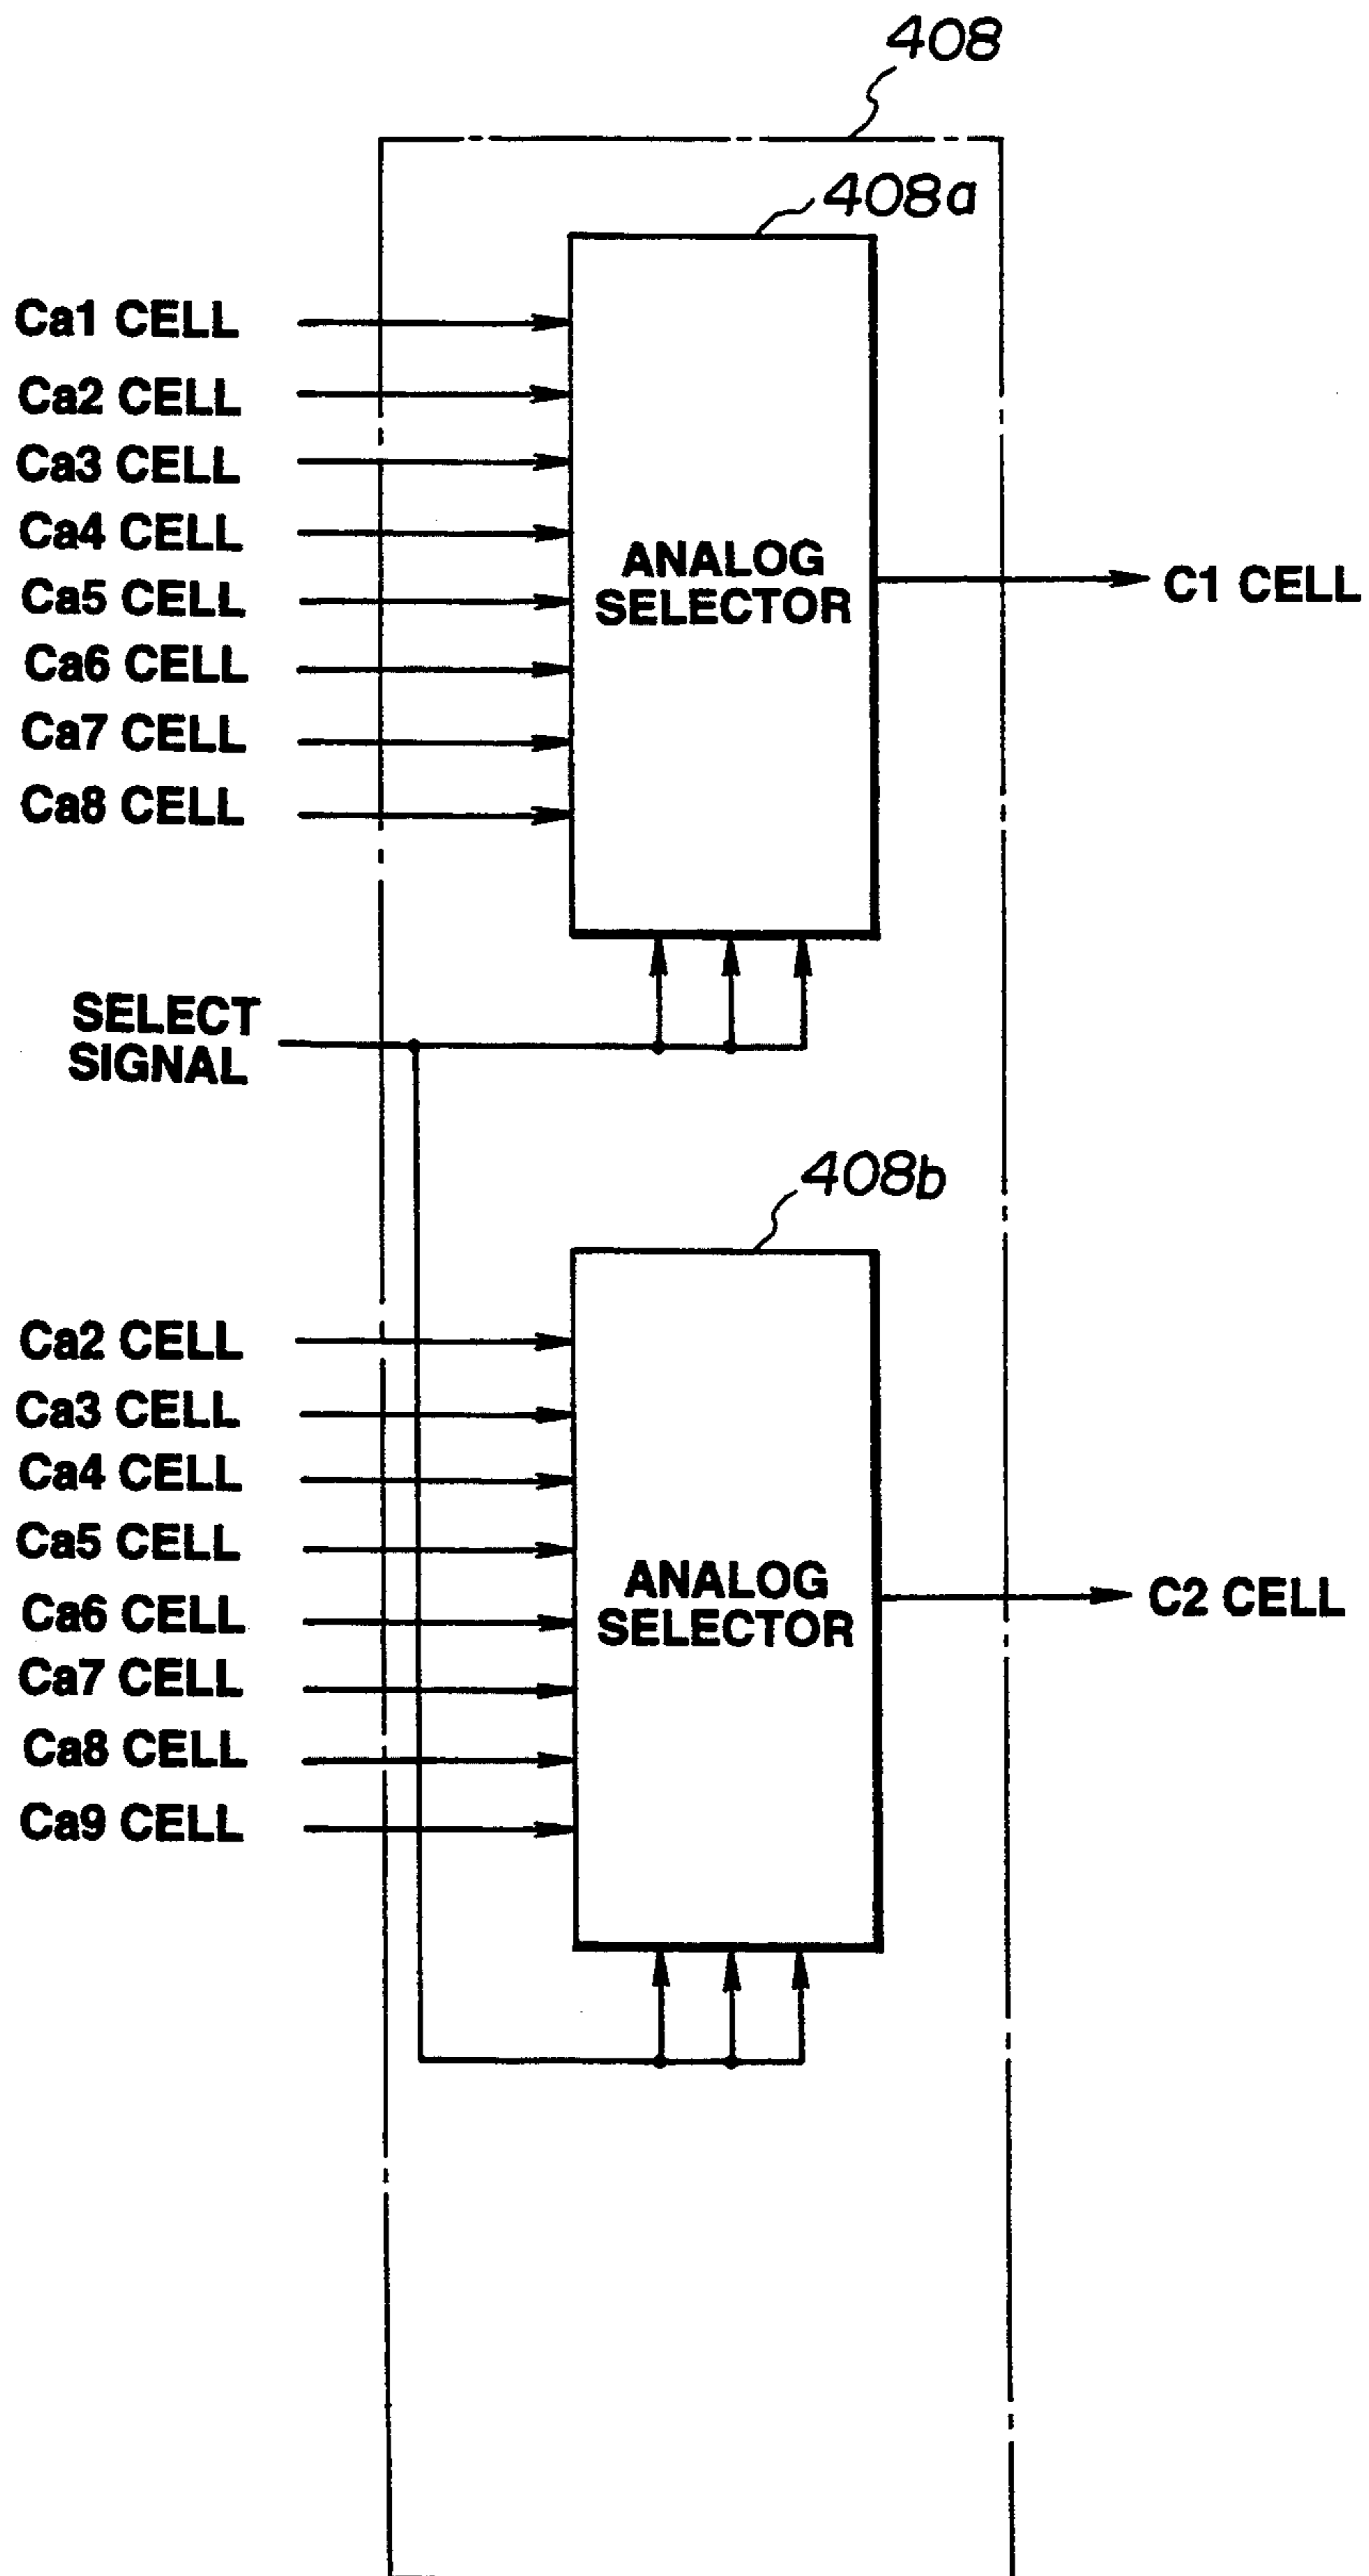 408
408a
Ca1 CELL
Ca2 CELL
Ca3 CELL
Ca4 CELL
Ca5 CELL
Ca6 CELL
Ca7 CELL
Ca8 CELL
ANALOG
SELECTOR
C1 CELL
SELECT
SIGNAL
408b
Ca2 CELL
Ca3 CELL
Ca4 CELL
Ca5 CELL
Ca6 CELL
Ca7 CELL
Ca8 CELL
Ca9 CELL
ANALOG
SELECTOR
C2 CELL